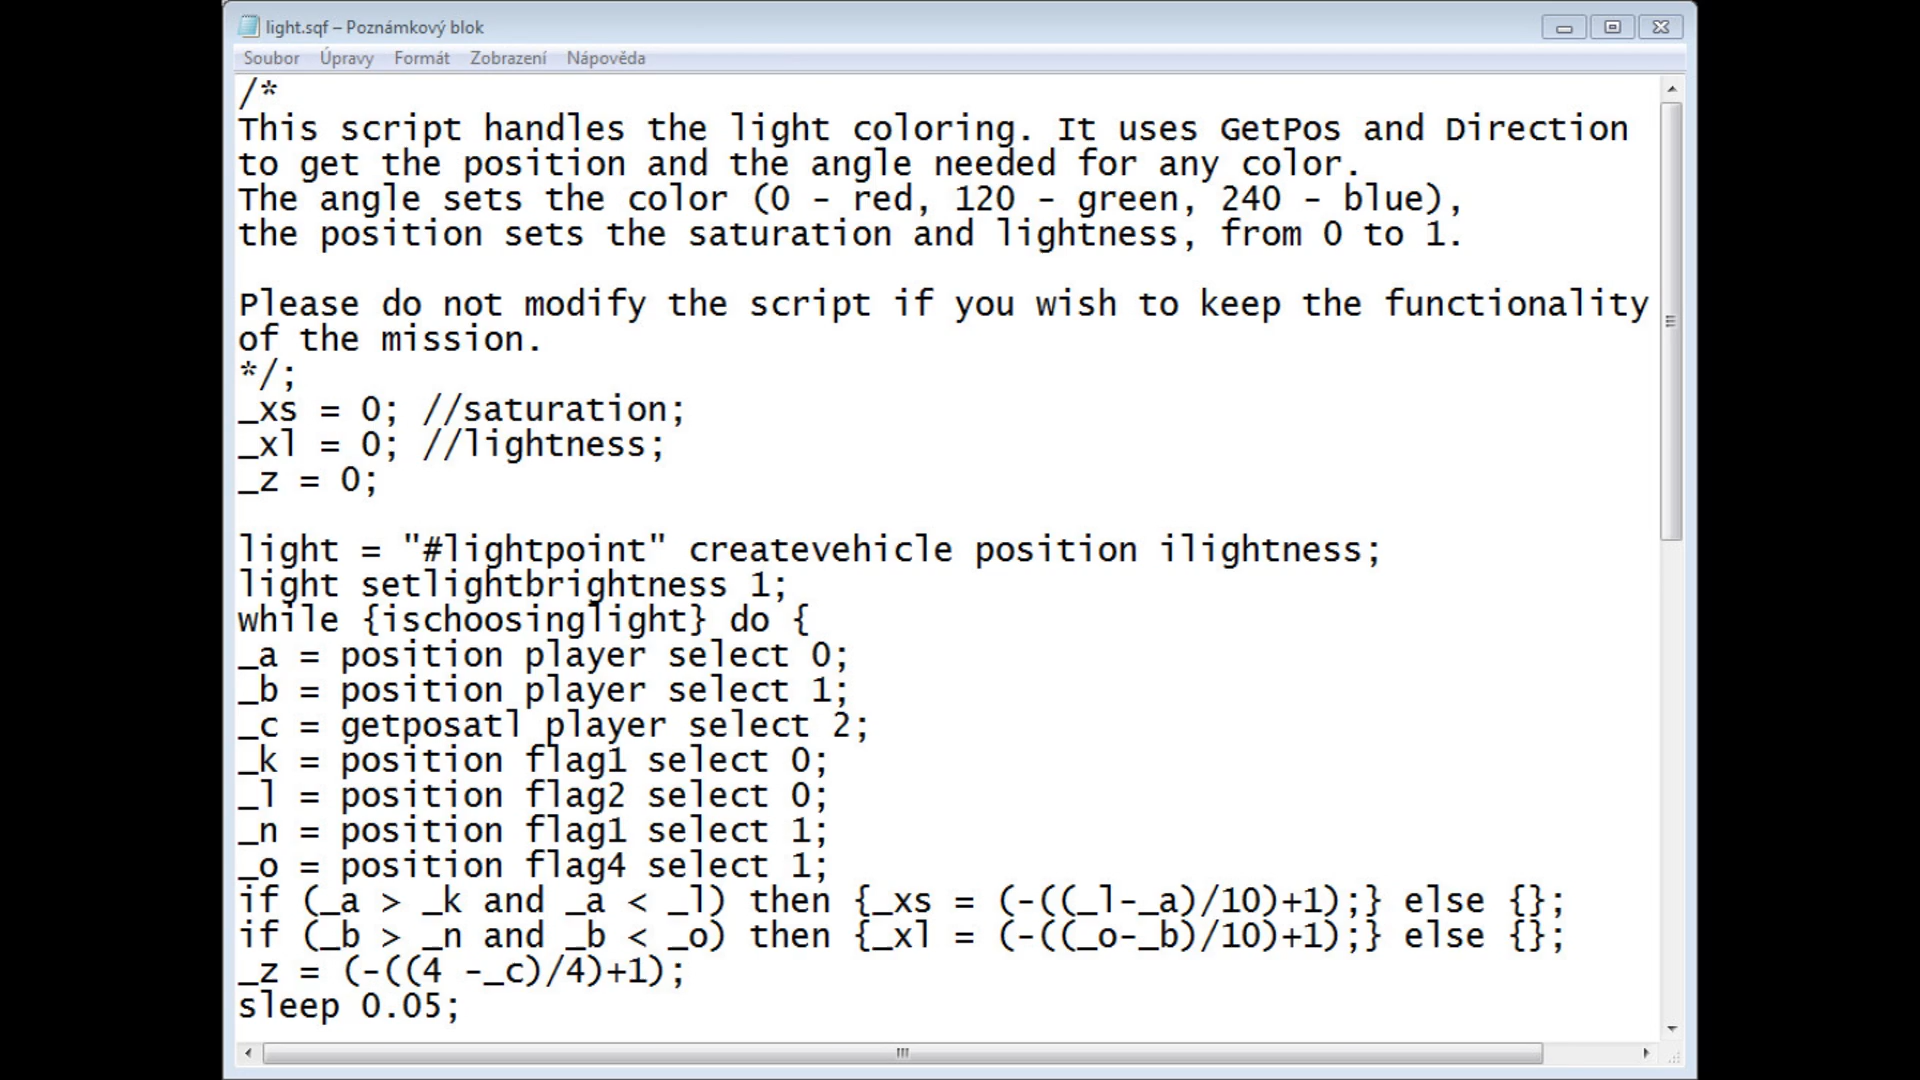 light.sqf – Poznámkový blok
Soubor Úpravy Formát Zobrazení Nápověda
/*
This script handles the light coloring. It uses GetPos and Direction
to get the position and the angle needed for any color.
The angle sets the color (0 - red, 120 - green, 240 - blue),
the position sets the saturation and lightness, from 0 to 1.
Please do not modify the script if you wish to keep the functionality
of the mission.
*/;
_xs = 0; //saturation;
_xl = 0; //lightness;
_z = 0;
light = "#lightpoint" createvehicle position ilightness;
light setlightbrightness 1;
while {ischoosinglight} do {
_a = position player select 0;
_b = position player select 1;
_c = getposatl player select 2;
_k = position flag1 select 0;
_l = position flag2 select 0;
_n = position flag1 select 1;
_o = position flag4 select 1;
if (_a > _k and _a < _l) then {_xs = (-((_l-_a)/10)+1);} else {};
if (_b > _n and _b < _o) then {_xl = (-((_o-_b)/10)+1);} else {};
_z = (-((4 -_c)/4)+1);
sleep 0.05;